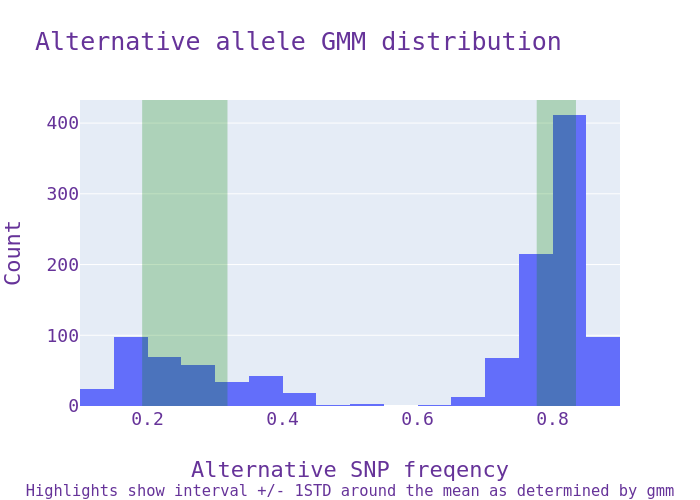 Alternative allele GMM distribution
400
300
200
100
0
Count
0.2 0.4 0.6 0.8
Alternative SNP freqency
Highlights show interval +/- 1STD around the mean as determined by gmm